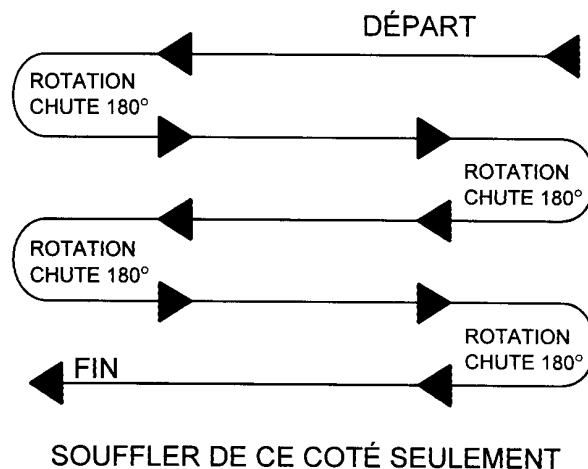 DÉPART
ROTATION
CHUTE 180°
ROTATION
CHUTE 180°
ROTATION
CHUTE 180°
ROTATION
CHUTE 180°
FIN
SOUFFLER DE CE COTÉ SEULEMENT